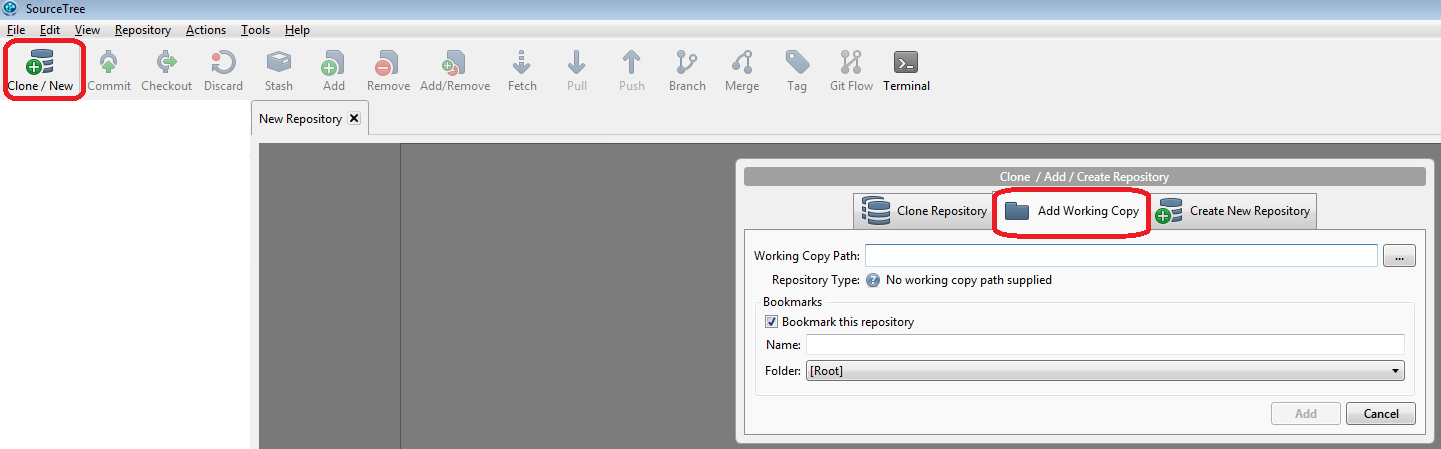 SourceTree
File Edit View Repository Actions Tools Help
Clone / New Commit Checkout Discard Stash Add Remove Add/Remove Fetch Pull Push Branch Merge Tag Git Flow Terminal
New Repository
Clone / Add / Create Repository
Clone Repository Add Working Copy Create New Repository
Working Copy Path: ...
Repository Type: ? No working copy path supplied
Bookmarks
Bookmark this repository
Name:
Folder: [Root]
Add Cancel